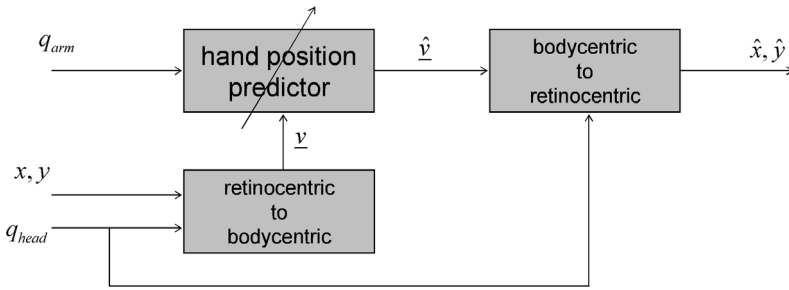 q_arm
hand position
predictor
v̂
bodycentric
to
retinocentric
x̂, ŷ
v
x, y
retinocentric
to
bodycentric
q_head